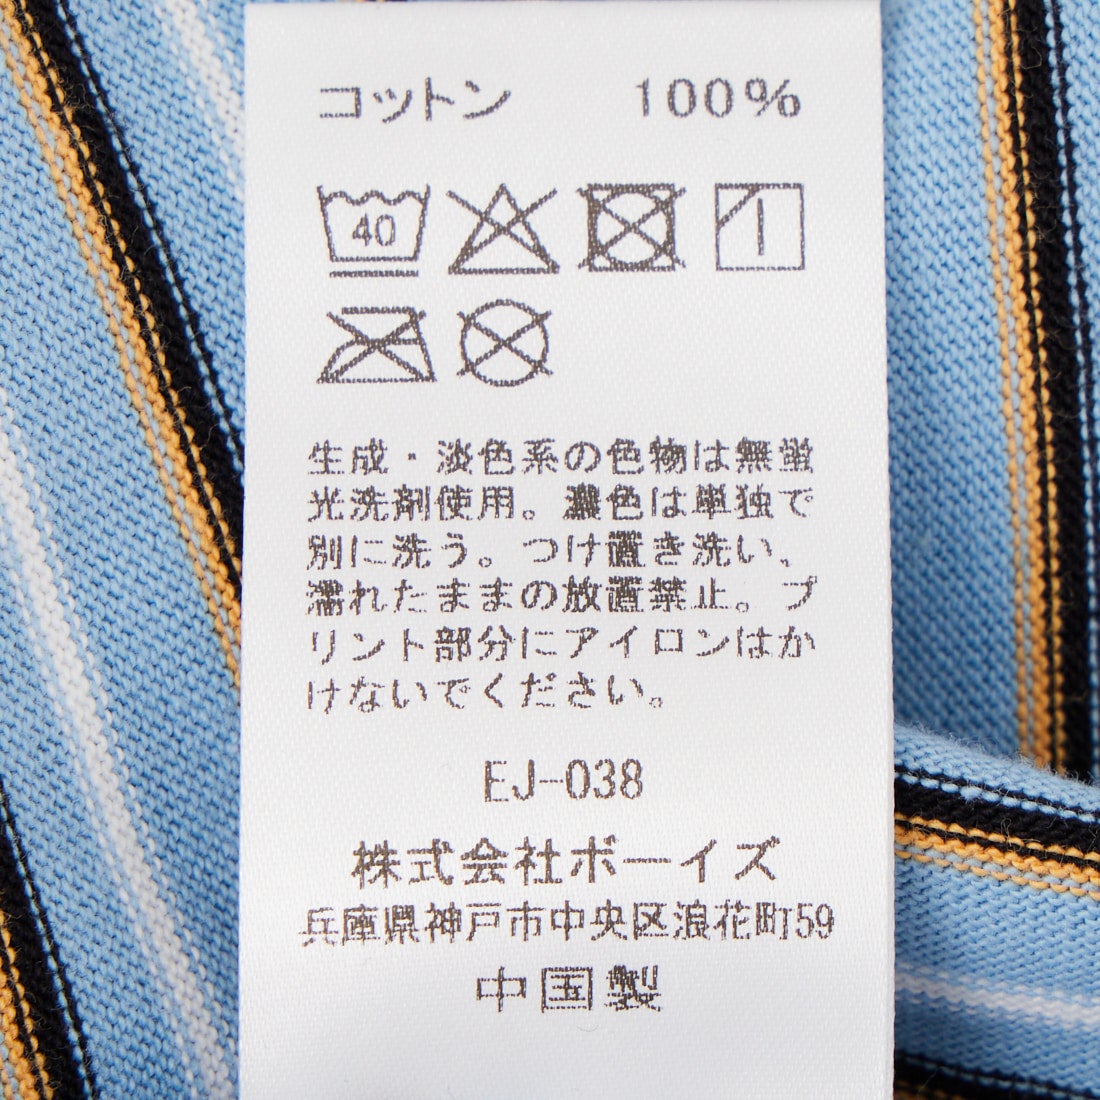 コットン 100%
40
生成・淡色系の色物は無蛍
光洗剤使用。濃色は単独で
別に洗う。つけ置き洗い、
濡れたままの放置禁止。プ
リント部分にアイロンはか
けないでください。
EJ-038
株式会社ボーイズ
兵庫県神戸市中央区浪花町59
中国製